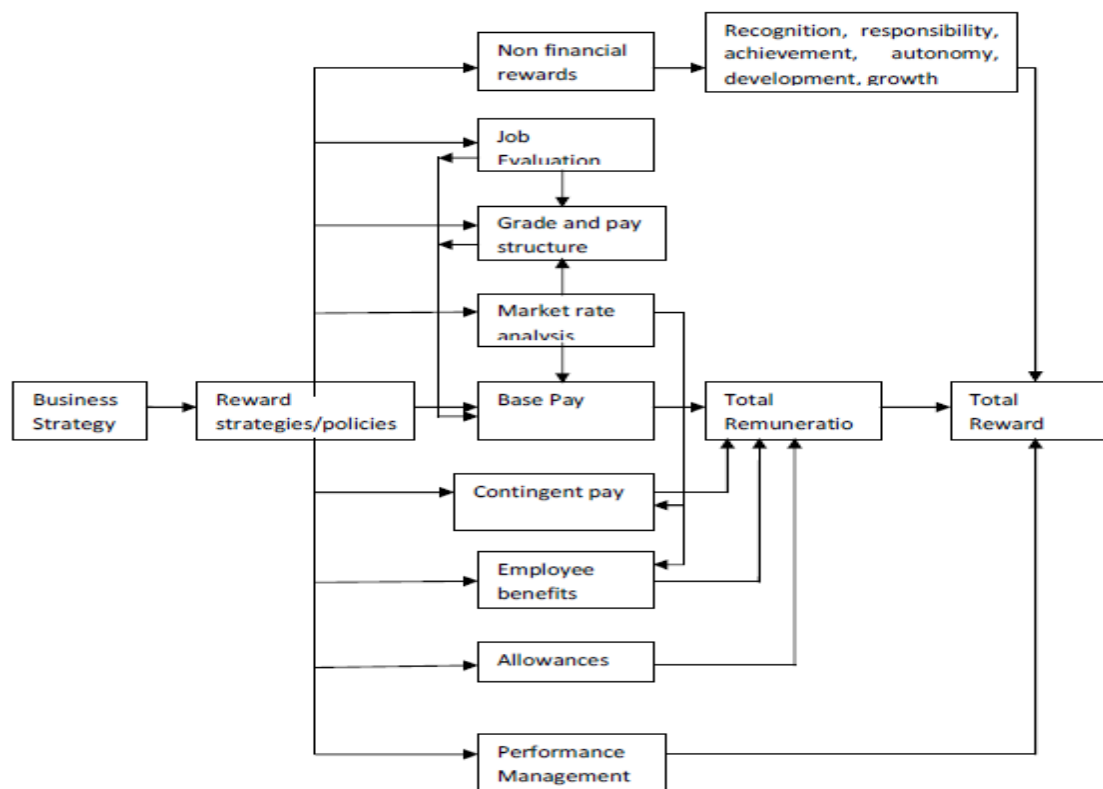 Non financial
rewards
Recognition, responsibility,
achievement, autonomy,
development, growth
Job
Evaluation
Grade and pay
structure
Market rate
analysis
Business
Strategy
Reward
strategies/policies
Base Pay
Total
Remuneratio
Total
Reward
Contingent pay
Employee
benefits
Allowances
Performance
Management